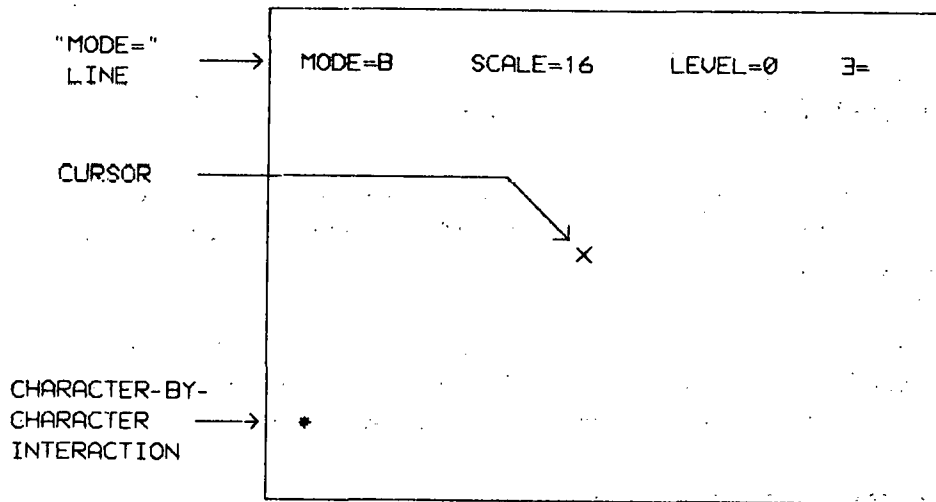 "MODE="
LINE
MODE=B SCALE=16 LEVEL=0 ∃=
CURSOR
×
CHARACTER-BY-
CHARACTER
INTERACTION
*